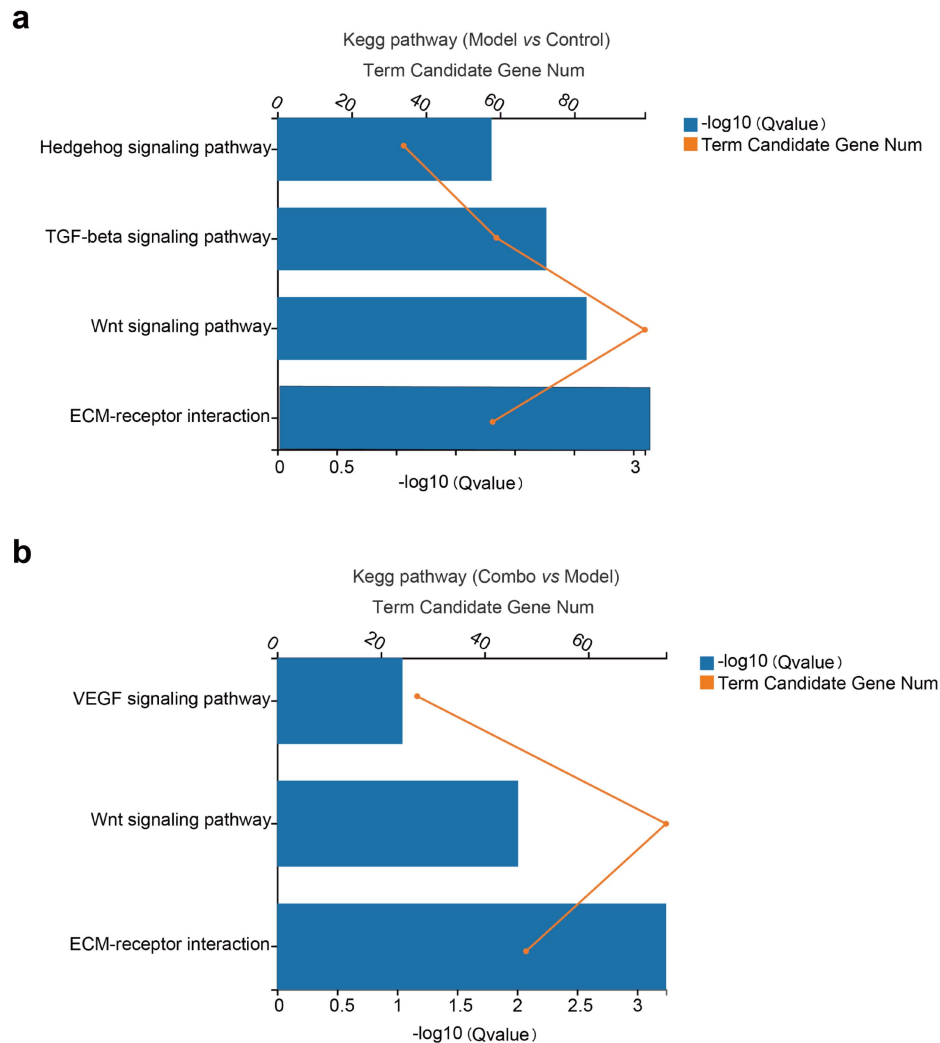 a
Kegg pathway (Model vs Control)
Term Candidate Gene Num
0 20 40 60 80
-log10 (Qvalue)
Term Candidate Gene Num
Hedgehog signaling pathway
TGF-beta signaling pathway
Wnt signaling pathway
ECM-receptor interaction
0 0.5 3
-log10 (Qvalue)
b
Kegg pathway (Combo vs Model)
Term Candidate Gene Num
0 20 40 60
-log10 (Qvalue)
Term Candidate Gene Num
VEGF signaling pathway
Wnt signaling pathway
ECM-receptor interaction
0 0.5 1 1.5 2 2.5 3
-log10 (Qvalue)